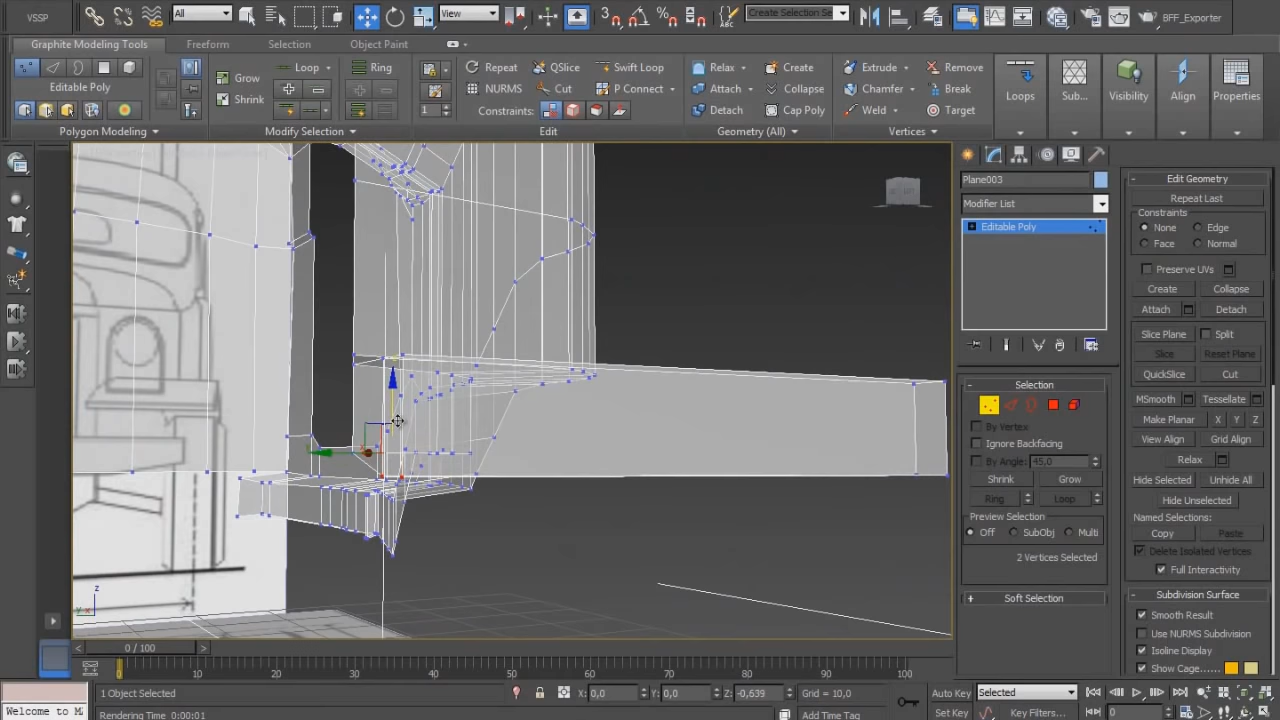 VSSP
All
View
Create Selection Se
BFF_Exporter
Graphite Modeling Tools
Freeform
Selection
Object Paint
Editable Poly
Polygon Modeling
Grow
Shrink
Loop
Ring
Modify Selection
1
Repeat
QSlice
Swift Loop
NURMS
Cut
P Connect
Constraints:
Edit
Relax
Create
Attach
Collapse
Detach
Cap Poly
Geometry (All)
Extrude
Remove
Chamfer
Break
Weld
Target
Vertices
Loops
Sub...
Visibility
Align
Properties
Plane003
Modifier List
Editable Poly
Selection
By Vertex
Ignore Backfacing
By Angle: 45,0
Shrink
Grow
Ring
Loop
Preview Selection
Off
SubObj
Multi
2 Vertices Selected
Soft Selection
Edit Geometry
Repeat Last
Constraints
None
Edge
Face
Normal
Preserve UVs
Create
Collapse
Attach
Detach
Slice Plane
Split
Slice
Reset Plane
QuickSlice
Cut
MSmooth
Tessellate
Make Planar
X
Y
Z
View Align
Grid Align
Relax
Hide Selected
Unhide All
Hide Unselected
Named Selections:
Copy
Paste
Delete Isolated Vertices
Full Interactivity
Subdivision Surface
Smooth Result
Use NURMS Subdivision
Isoline Display
Show Cage......
z
y
x
0 / 100
0
10
20
30
40
50
60
70
80
90
100
1 Object Selected
X: 0,0
Y: 0,0
Z: -0,639
Grid = 10,0
Auto Key
Selected
Welcome to M
Rendering Time 0:00:01
Add Time Tag
Set Key
Key Filters...
0